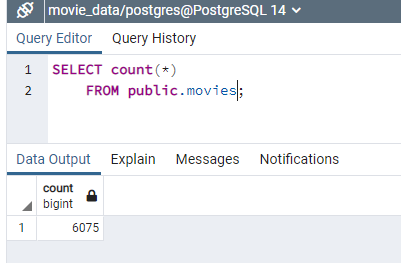 movie_data/postgres@PostgreSQL 14
Query Editor Query History
1 SELECT count(*)
2 FROM public.movies;
Data Output Explain Messages Notifications
count
bigint
1 6075